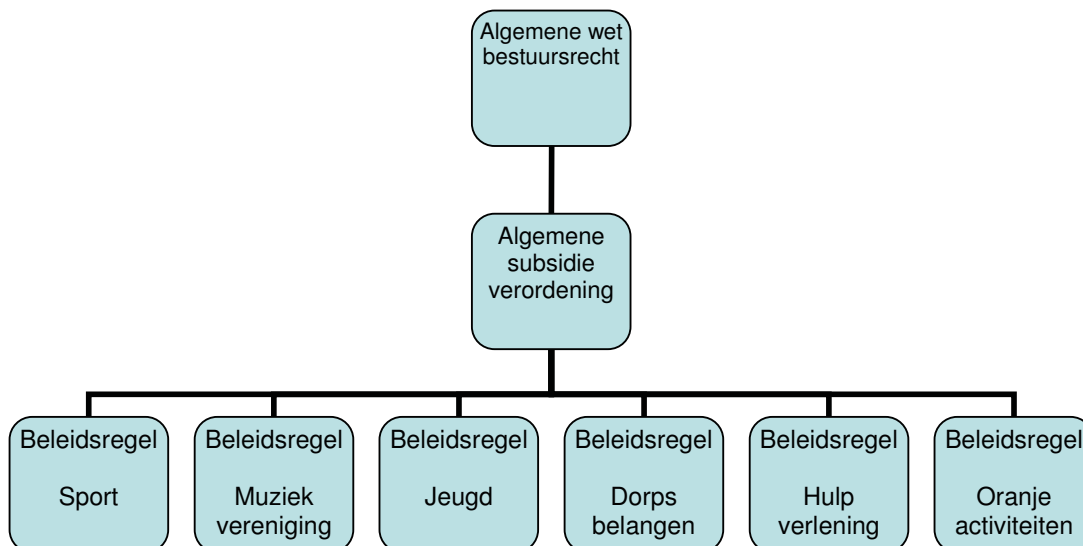 Algemene wet
bestuursrecht
Algemene
subsidie
verordening
Beleidsregel
Sport
Beleidsregel
Muziek
vereniging
Beleidsregel
Jeugd
Beleidsregel
Dorps
belangen
Beleidsregel
Hulp
verlening
Beleidsregel
Oranje
activiteiten